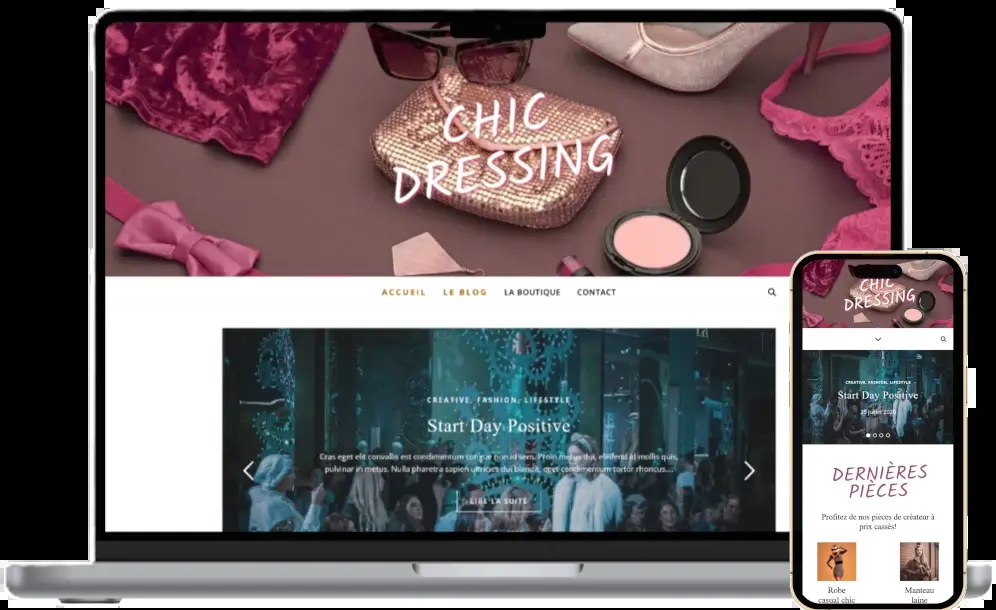 CHIC
DRESSING
ACCUEIL LE BLOG LA BOUTIQUE CONTACT
CREATIVE, FASHION, LIFESTYLE
Start Day Positive
Cras eget elit convallis est condimentum congue non id sem. Proin metus dui, eleifend at mollis quis,
pulvinar in metus. Nulla pharetra sapien ultricies dui blandit, eget condimentum tortor rhoncus....
LIRE LA SUITE
CHIC
DRESSING
CREATIVE, FASHION, LIFESTYLE
Start Day Positive
25 juillet 2020
DERNIÈRES
PIÈCES
Profitez de nos pièces de créateur à
prix cassés!
Robe
casual chic
Manteau
laine